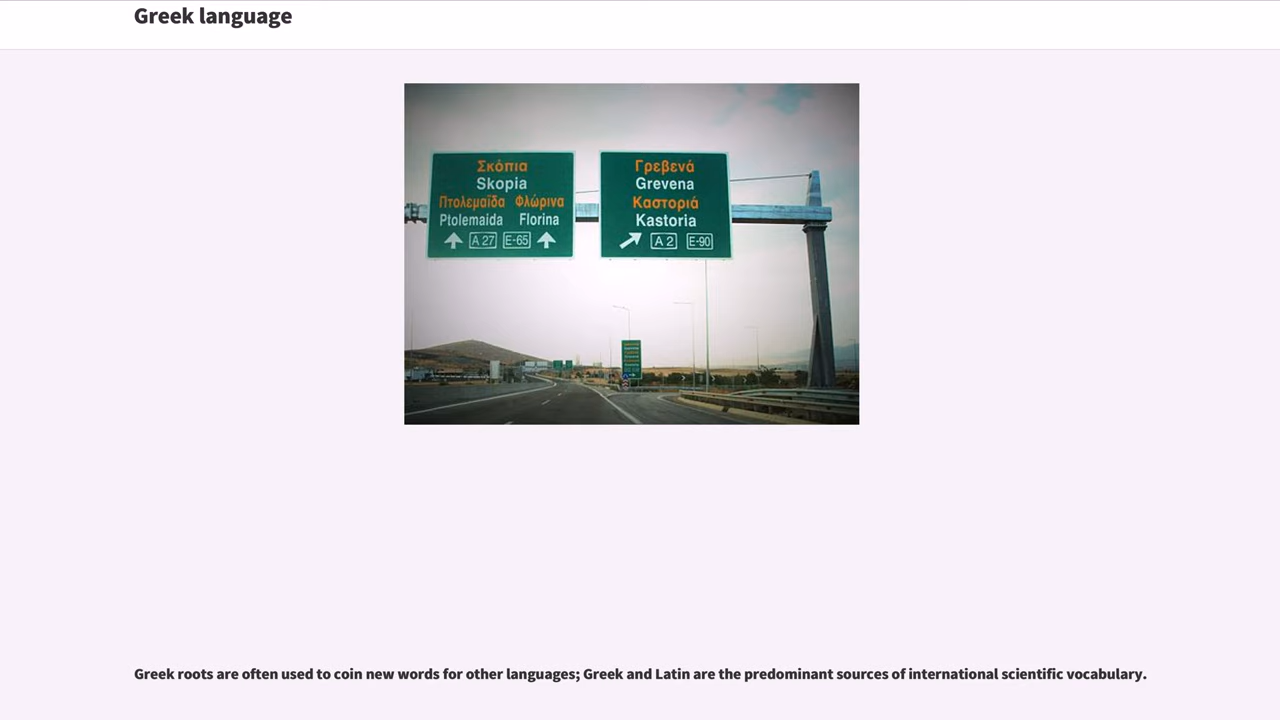 Greek language
Σκόπια
Skopia
Πτολεμαΐδα Φλώρινα
Ptolemaida Florina
A 27 E-65
Γρεβενά
Grevena
Καστοριά
Kastoria
A 2 E-90
Greek roots are often used to coin new words for other languages; Greek and Latin are the predominant sources of international scientific vocabulary.